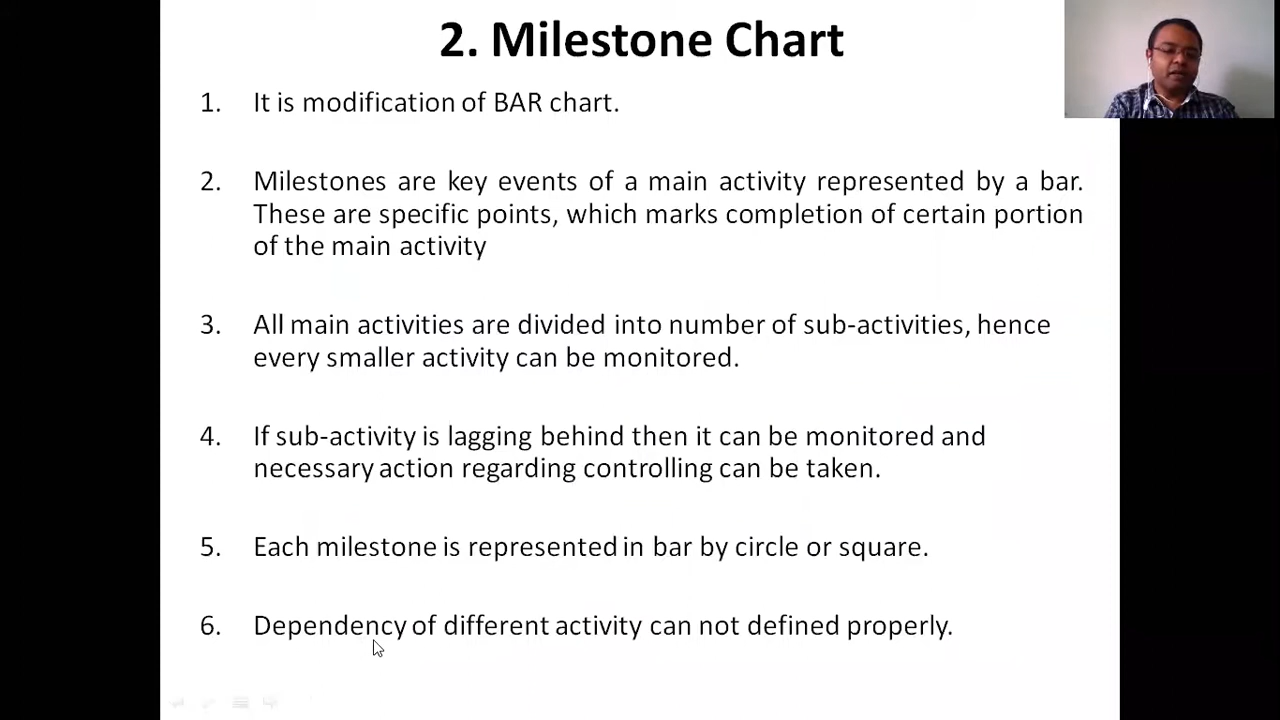 2. Milestone Chart
1. It is modification of BAR chart.
2. Milestones are key events of a main activity represented by a bar.
These are specific points, which marks completion of certain portion
of the main activity
3. All main activities are divided into number of sub-activities, hence
every smaller activity can be monitored.
4. If sub-activity is lagging behind then it can be monitored and
necessary action regarding controlling can be taken.
5. Each milestone is represented in bar by circle or square.
6. Dependency of different activity can not defined properly.